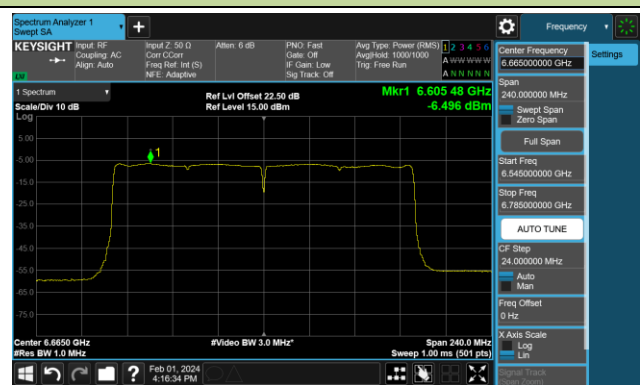 Spectrum Analyzer 1
Swept SA
Frequency
KEYSIGHT
Input: RF
Coupling: AC
Align: Auto
Input Z: 50 Ω
Corr CCorr
Freq Ref: Int (S)
NFE: Adaptive
Atten: 6 dB
PNO: Fast
Gate: Off
IF Gain: Low
Sig Track: Off
Avg Type: Power (RMS)
Avg|Hold: 1000/1000
Trig: Free Run
1 2 3 4 5 6
A W W W W W
A N N N N N
LW
1 Spectrum
Scale/Div 10 dB
Log
Ref Lvl Offset 22.50 dB
Ref Level 15.00 dBm
Mkr1 6.605 48 GHz
-6.496 dBm
5.00
-5.00
-15.0
-25.0
-35.0
-45.0
-55.0
-65.0
-75.0
1
Center 6.6650 GHz
#Res BW 1.0 MHz
#Video BW 3.0 MHz*
Span 240.0 MHz
Sweep 1.00 ms (501 pts)
Center Frequency
6.665000000 GHz
Settings
Span
240.000000 MHz
Swept Span
Zero Span
Full Span
Start Freq
6.545000000 GHz
Stop Freq
6.785000000 GHz
AUTO TUNE
CF Step
24.000000 MHz
Auto
Man
Freq Offset
0 Hz
X Axis Scale
Log
Lin
Signal Track
(Span Zoom)
Feb 01, 2024
4:16:34 PM